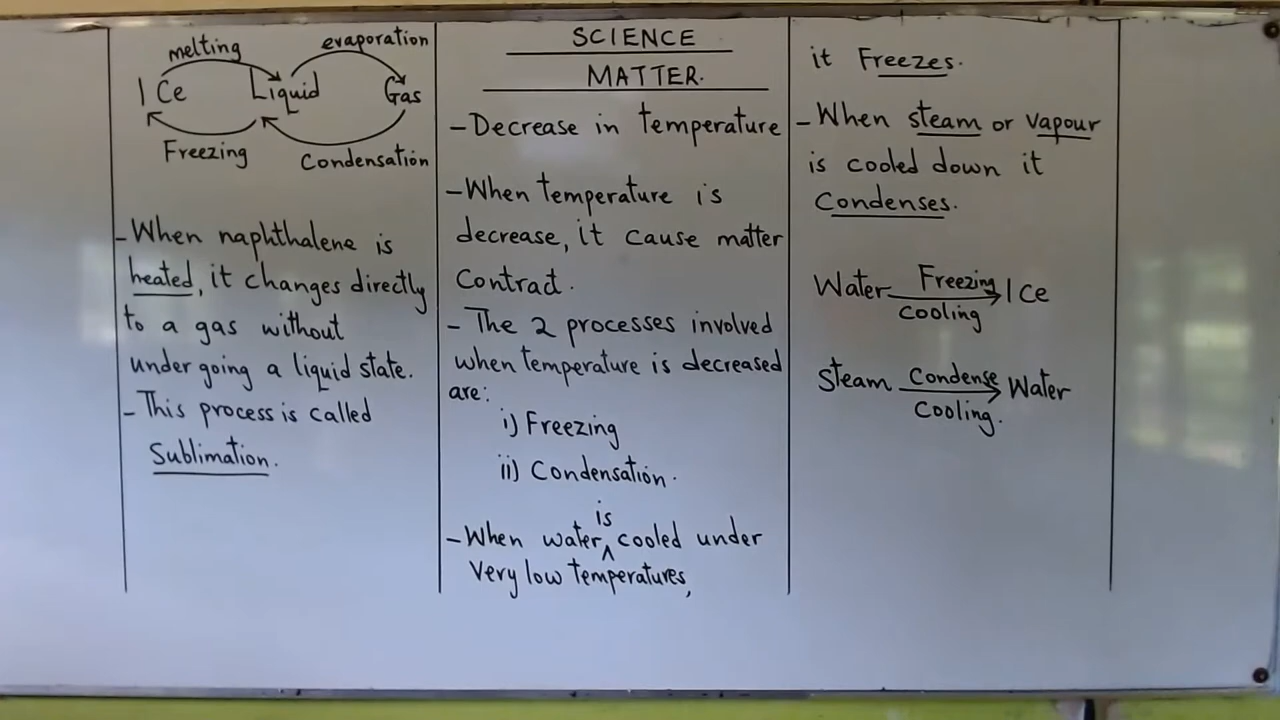 melting
evaporation
ICe
Liquid
Gas
Freezing
Condensation
- When naphthalene is
heated, it changes directly
to a gas without
under going a liquid state.
- This process is called
Sublimation.
SCIENCE
MATTER.
- Decrease in temperature
- When temperature is
decrease, it cause matter
Contract.
- The 2 processes involved
when temperature is decreased
are:
i) Freezing
ii) Condensation.
- When water is cooled under
Very low temperatures,
it Freezes.
- When steam or vapour
is cooled down it
Condenses.
Water Freezing ICe
cooling
Steam Condense Water
Cooling.